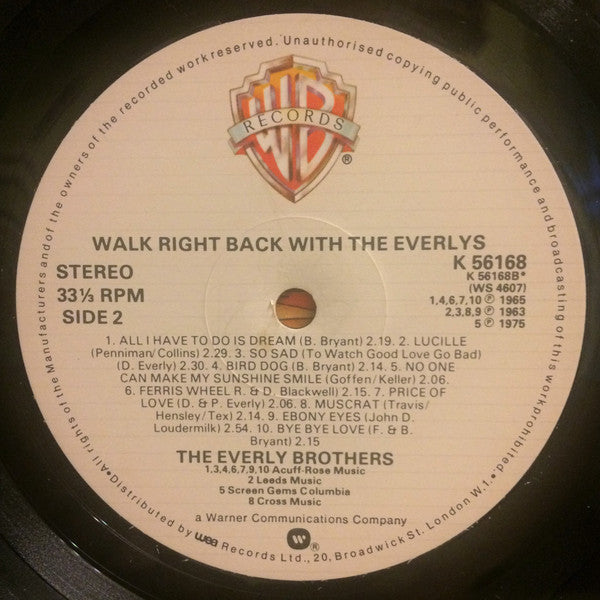 All rights of the Manufacturers and of the owners of the recorded work reserved. Unauthorised copying public performance and broadcasting of this work prohibited.
WB
RECORDS
®
WALK RIGHT BACK WITH THE EVERLYS
STEREO
33⅓ RPM
SIDE 2
K 56168
K 56168B*
(WS 4607)
1,4,6,7,10 ℗ 1965
2,3,8,9 ℗ 1963
5 ℗ 1975
1. ALL I HAVE TO DO IS DREAM (B. Bryant) 2.19. 2. LUCILLE
(Penniman/Collins) 2.29. 3. SO SAD (To Watch Good Love Go Bad)
(D. Everly) 2.30. 4. BIRD DOG (B. Bryant) 2.14. 5. NO ONE
CAN MAKE MY SUNSHINE SMILE (Goffen/Keller) 2.06.
6. FERRIS WHEEL R. & D. Blackwell) 2.15. 7. PRICE OF
LOVE (D. & P. Everly) 2.06. 8. MUSCRAT (Travis/
Hensley/Tex) 2.14. 9. EBONY EYES (John D.
Loudermilk) 2.54. 10. BYE BYE LOVE (F. & B.
Bryant) 2.15
THE EVERLY BROTHERS
1,3,4,6,7,9,10 Acuff-Rose Music
2 Leeds Music
5 Screen Gems Columbia
8 Cross Music
a Warner Communications Company
®
•Distributed by wea Records Ltd., 20, Broadwick St. London W.1.•